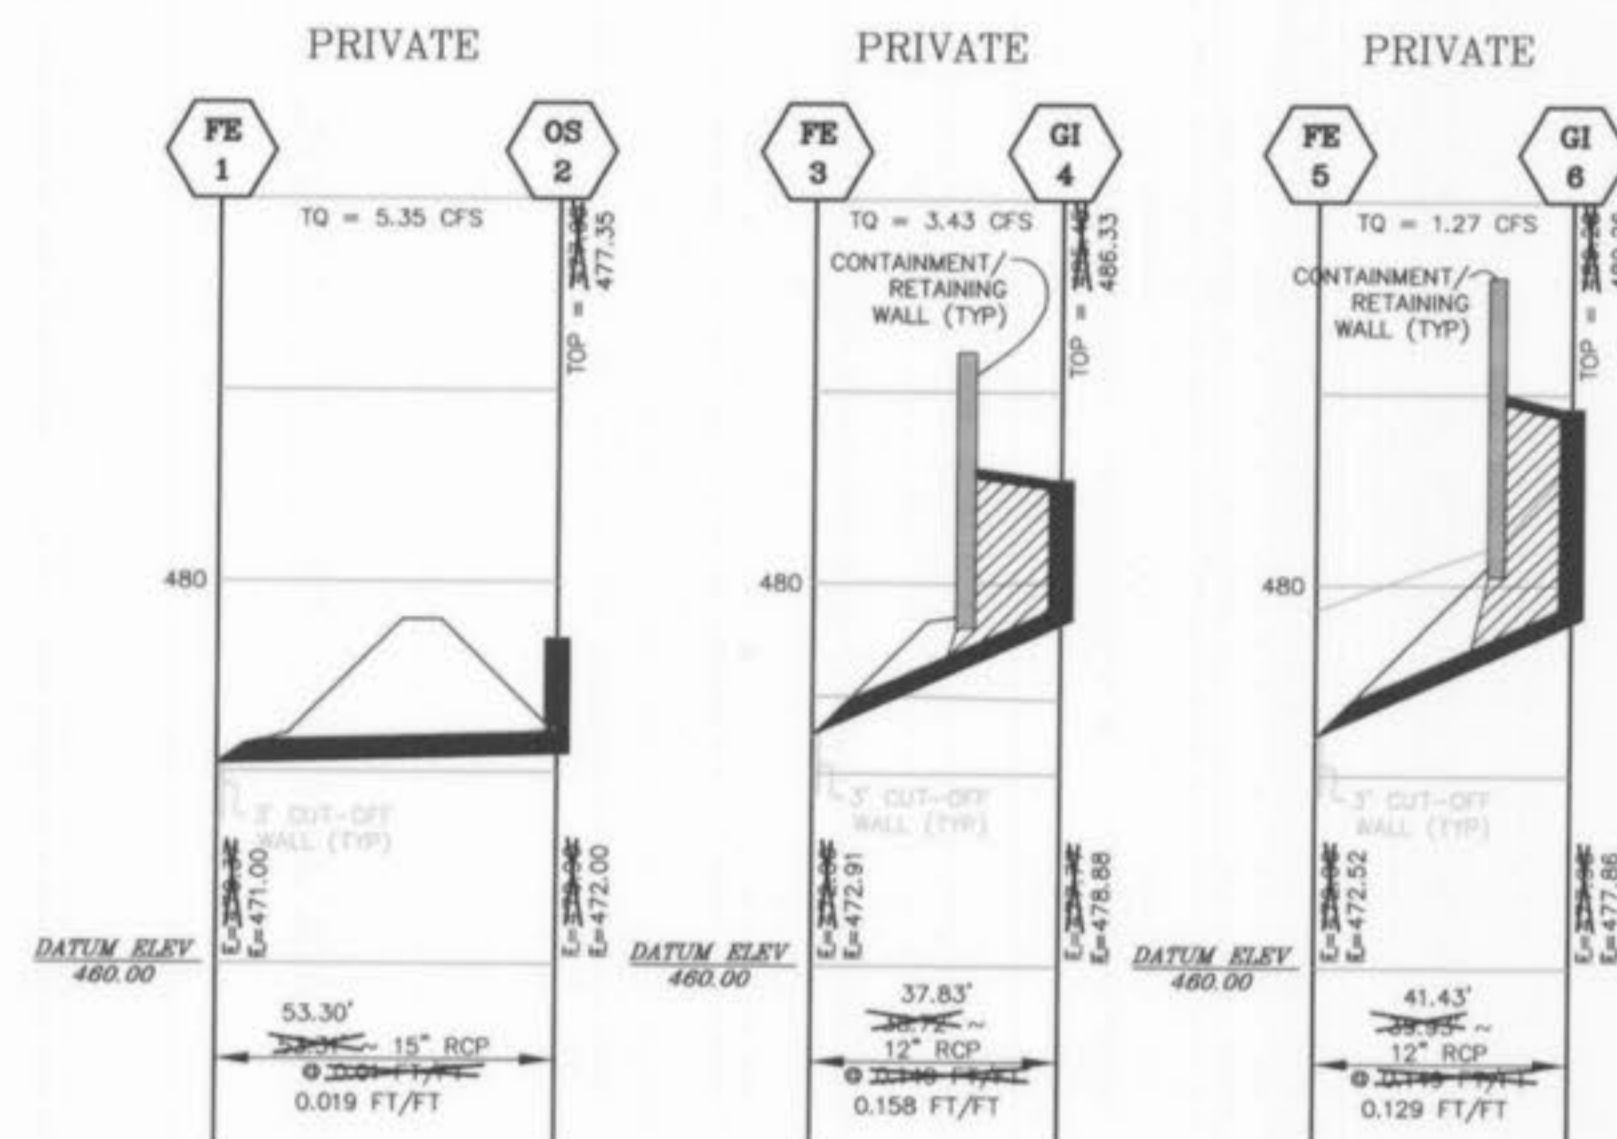 PRIVATE
FE
1
OS
2
TQ = 5.35 CFS
TOP =
477.35
480
3' CUT-OFF
WALL (TYP)
E=471.00
E=472.00
DATUM ELEV
460.00
53.30'
~ 15" RCP
@
0.019 FT/FT
PRIVATE
FE
3
GI
4
TQ = 3.43 CFS
CONTAINMENT/
RETAINING
WALL (TYP)
TOP =
486.33
480
3' CUT-OFF
WALL (TYP)
E=472.91
E=478.88
DATUM ELEV
460.00
37.83'
~
12" RCP
@
0.158 FT/FT
PRIVATE
FE
5
GI
6
TQ = 1.27 CFS
CONTAINMENT/
RETAINING
WALL (TYP)
TOP =
480
3' CUT-OFF
WALL (TYP)
E=472.52
E=477.86
DATUM ELEV
460.00
41.43'
~
12" RCP
@
0.129 FT/FT